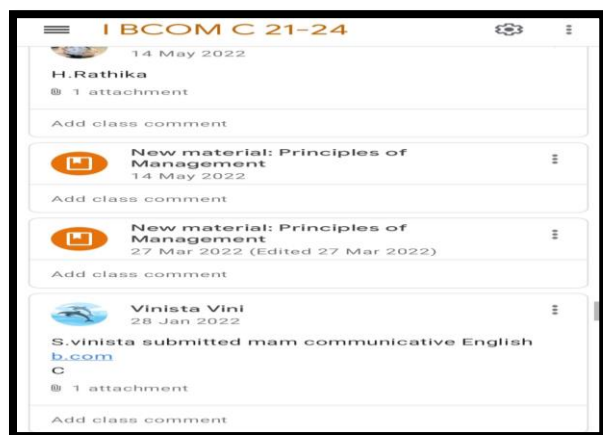 I BCOM C 21-24
14 May 2022
H.Rathika
1 attachment
Add class comment
New material: Principles of
Management
14 May 2022
Add class comment
New material: Principles of
Management
27 Mar 2022 (Edited 27 Mar 2022)
Add class comment
Vinista Vini
28 Jan 2022
S.vinista submitted mam communicative English
b.com
C
1 attachment
Add class comment